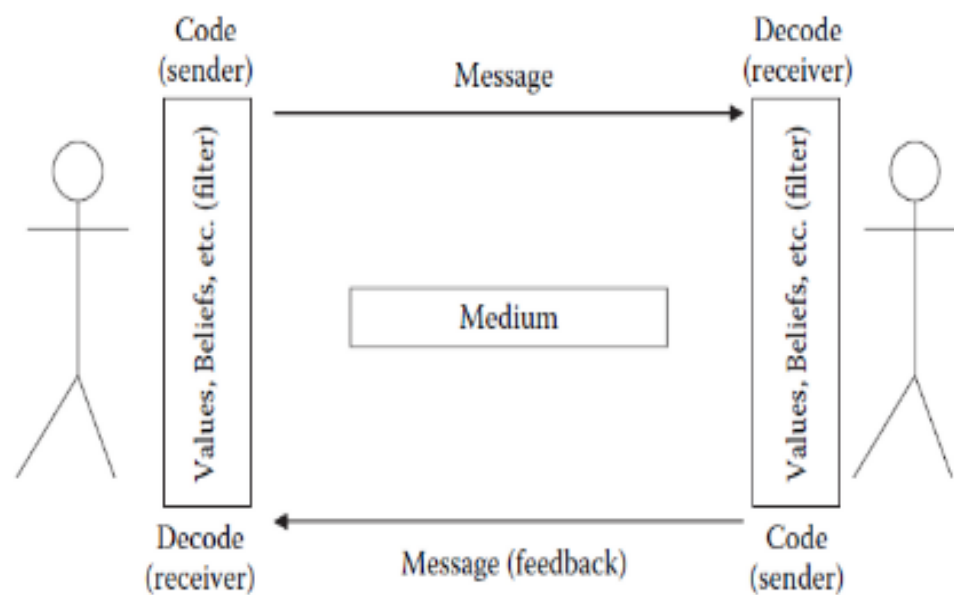 Code
(sender)
Decode
(receiver)
Message
Values, Beliefs, etc. (filter)
Values, Beliefs, etc. (filter)
Medium
Decode
(receiver)
Message (feedback)
Code
(sender)